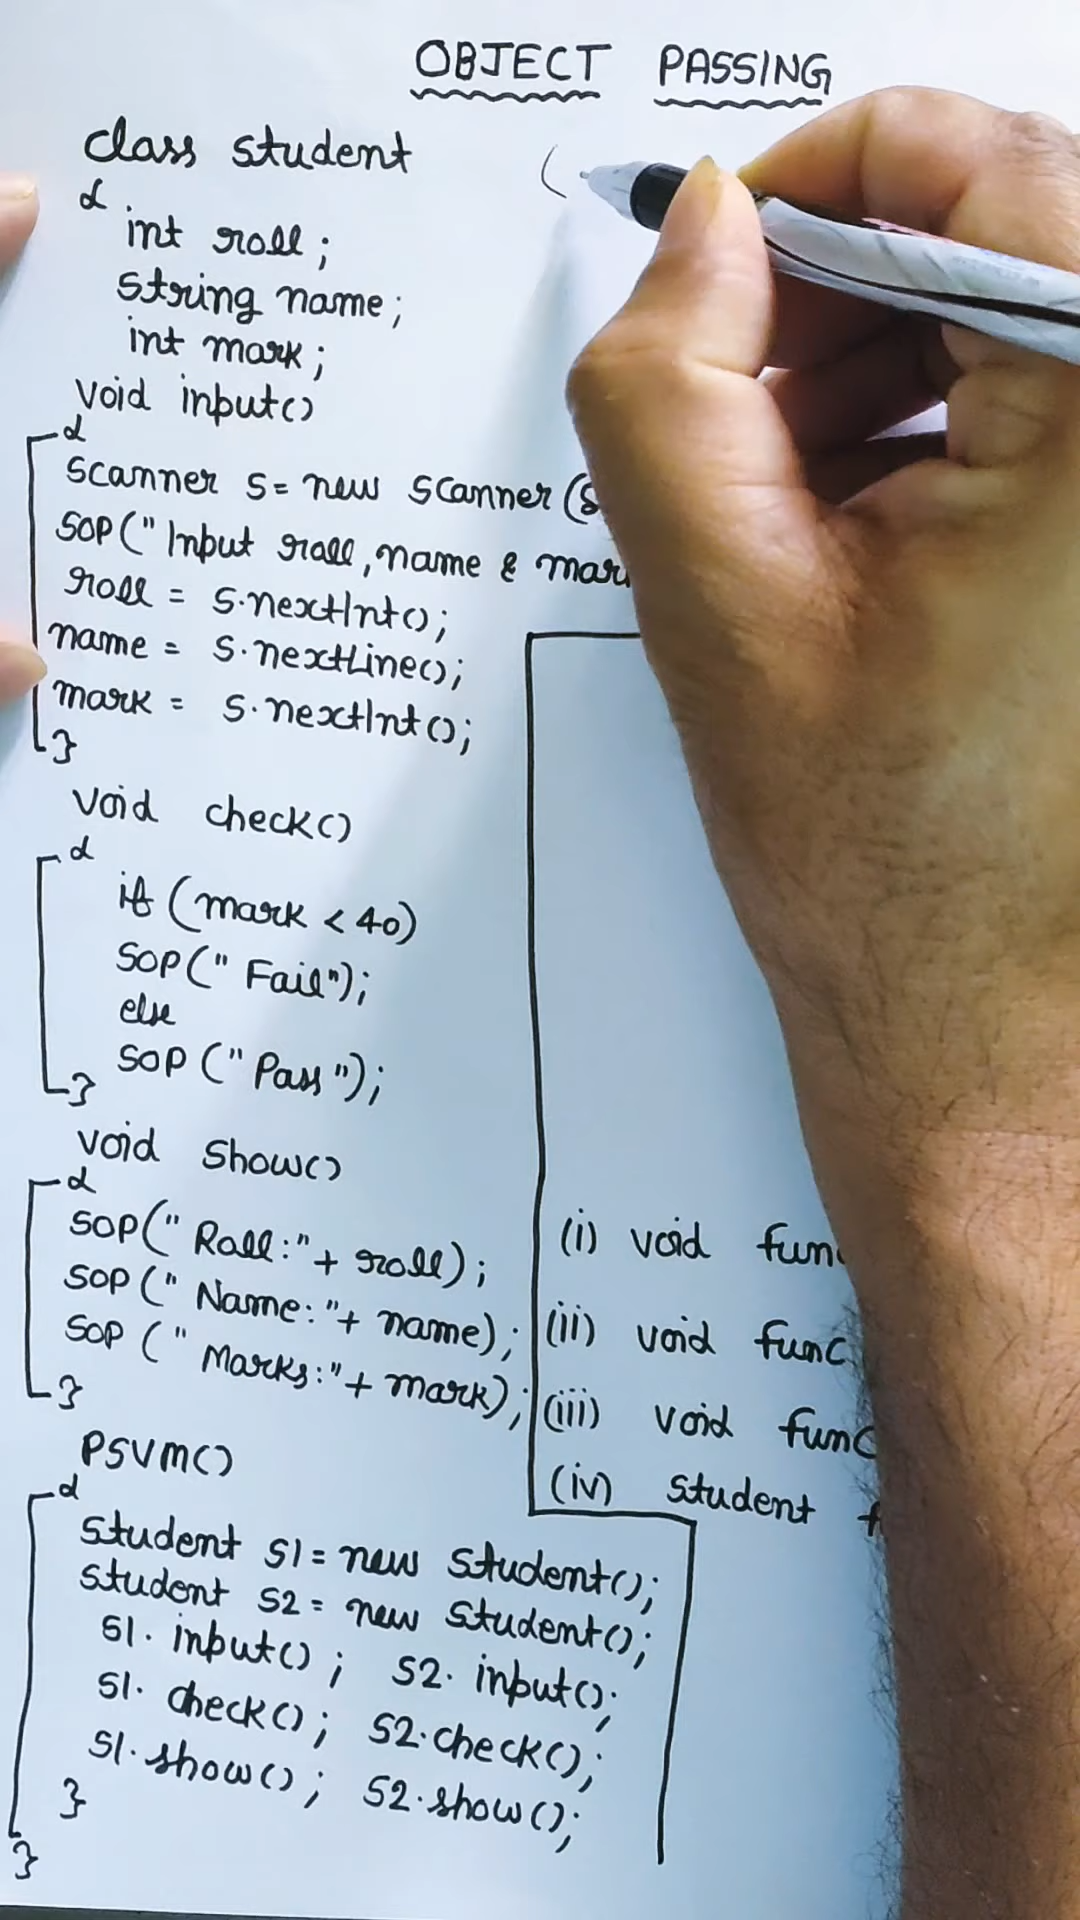 OBJECT PASSING
class student
{
int roll;
string name;
int mark;
void input()
{
Scanner s = new Scanner (S
SOP (" Input roll, name & mar
roll = s.nextInt();
name = s.nextLine();
mark = s.nextInt();
}
void check()
{
if (mark < 40)
SOP (" Fail");
else
SOP (" Pass ");
}
void show()
{
SOP (" Roll:" + roll);
SOP (" Name: "+ name);
SOP (" Marks:"+ mark);
}
PSVM()
{
student s1 = new student();
student s2 = new student();
s1. input() ; s2. input();
s1. check() ; s2.check();
s1.show() ; s2.show();
}
}
(
(i) void func
(ii) void func
(iii) void func
(iv) student f